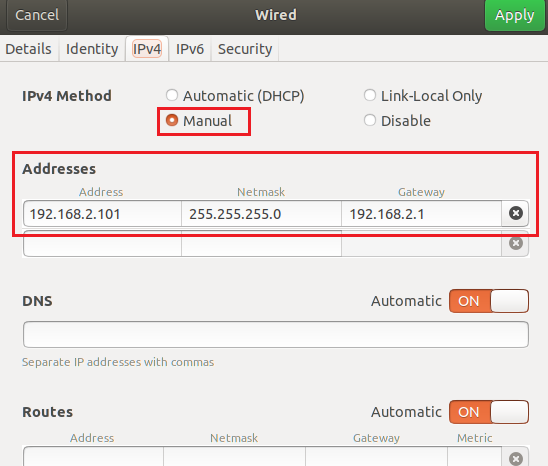 Cancel Wired Apply
Details Identity IPv4 IPv6 Security
IPv4 Method Automatic (DHCP) Link-Local Only
Manual Disable
Addresses
Address Netmask Gateway
192.168.2.101 255.255.255.0 192.168.2.1
DNS Automatic ON
Separate IP addresses with commas
Routes Automatic ON
Address Netmask Gateway Metric